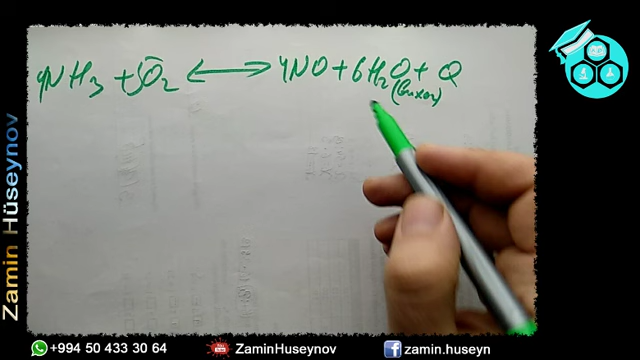 4NH3 + 5O2 ⟷ 4NO + 6H2O + Q
(buxar)
Zamin Hüseynov
+994 50 433 30 64
ZaminHuseynov
zamin.huseyn